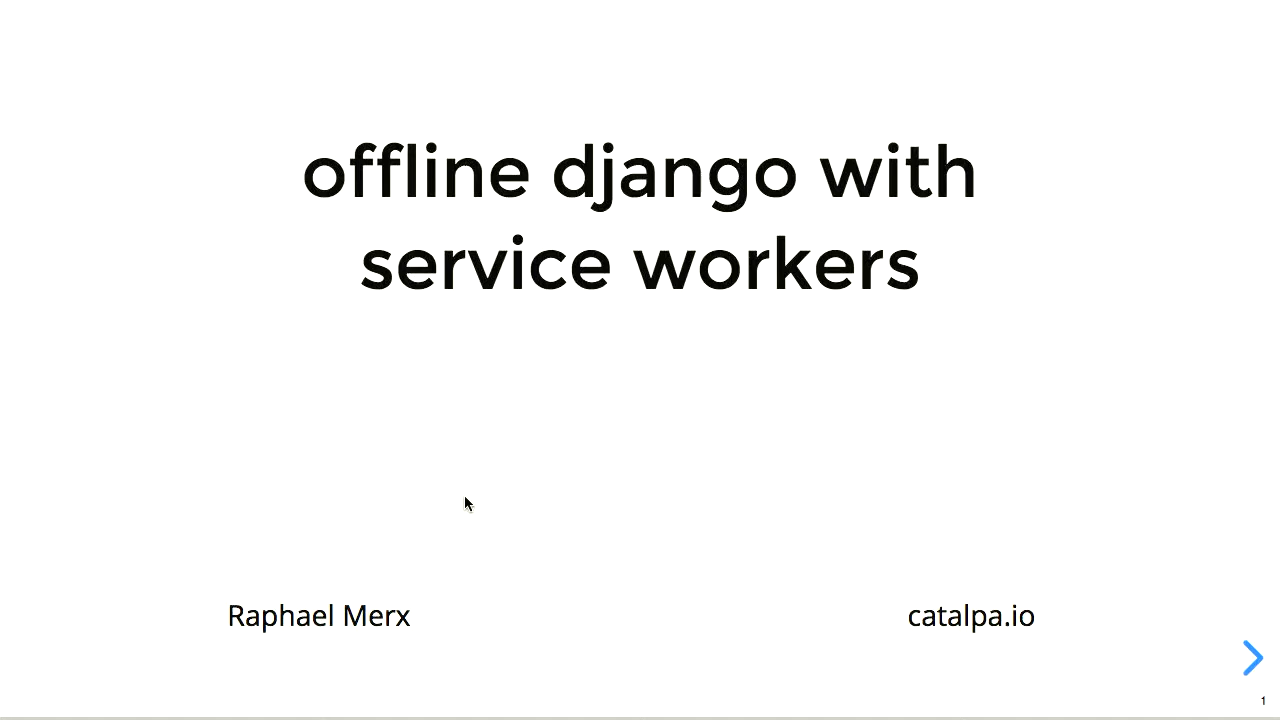 offline django with
service workers
Raphael Merx
catalpa.io
1